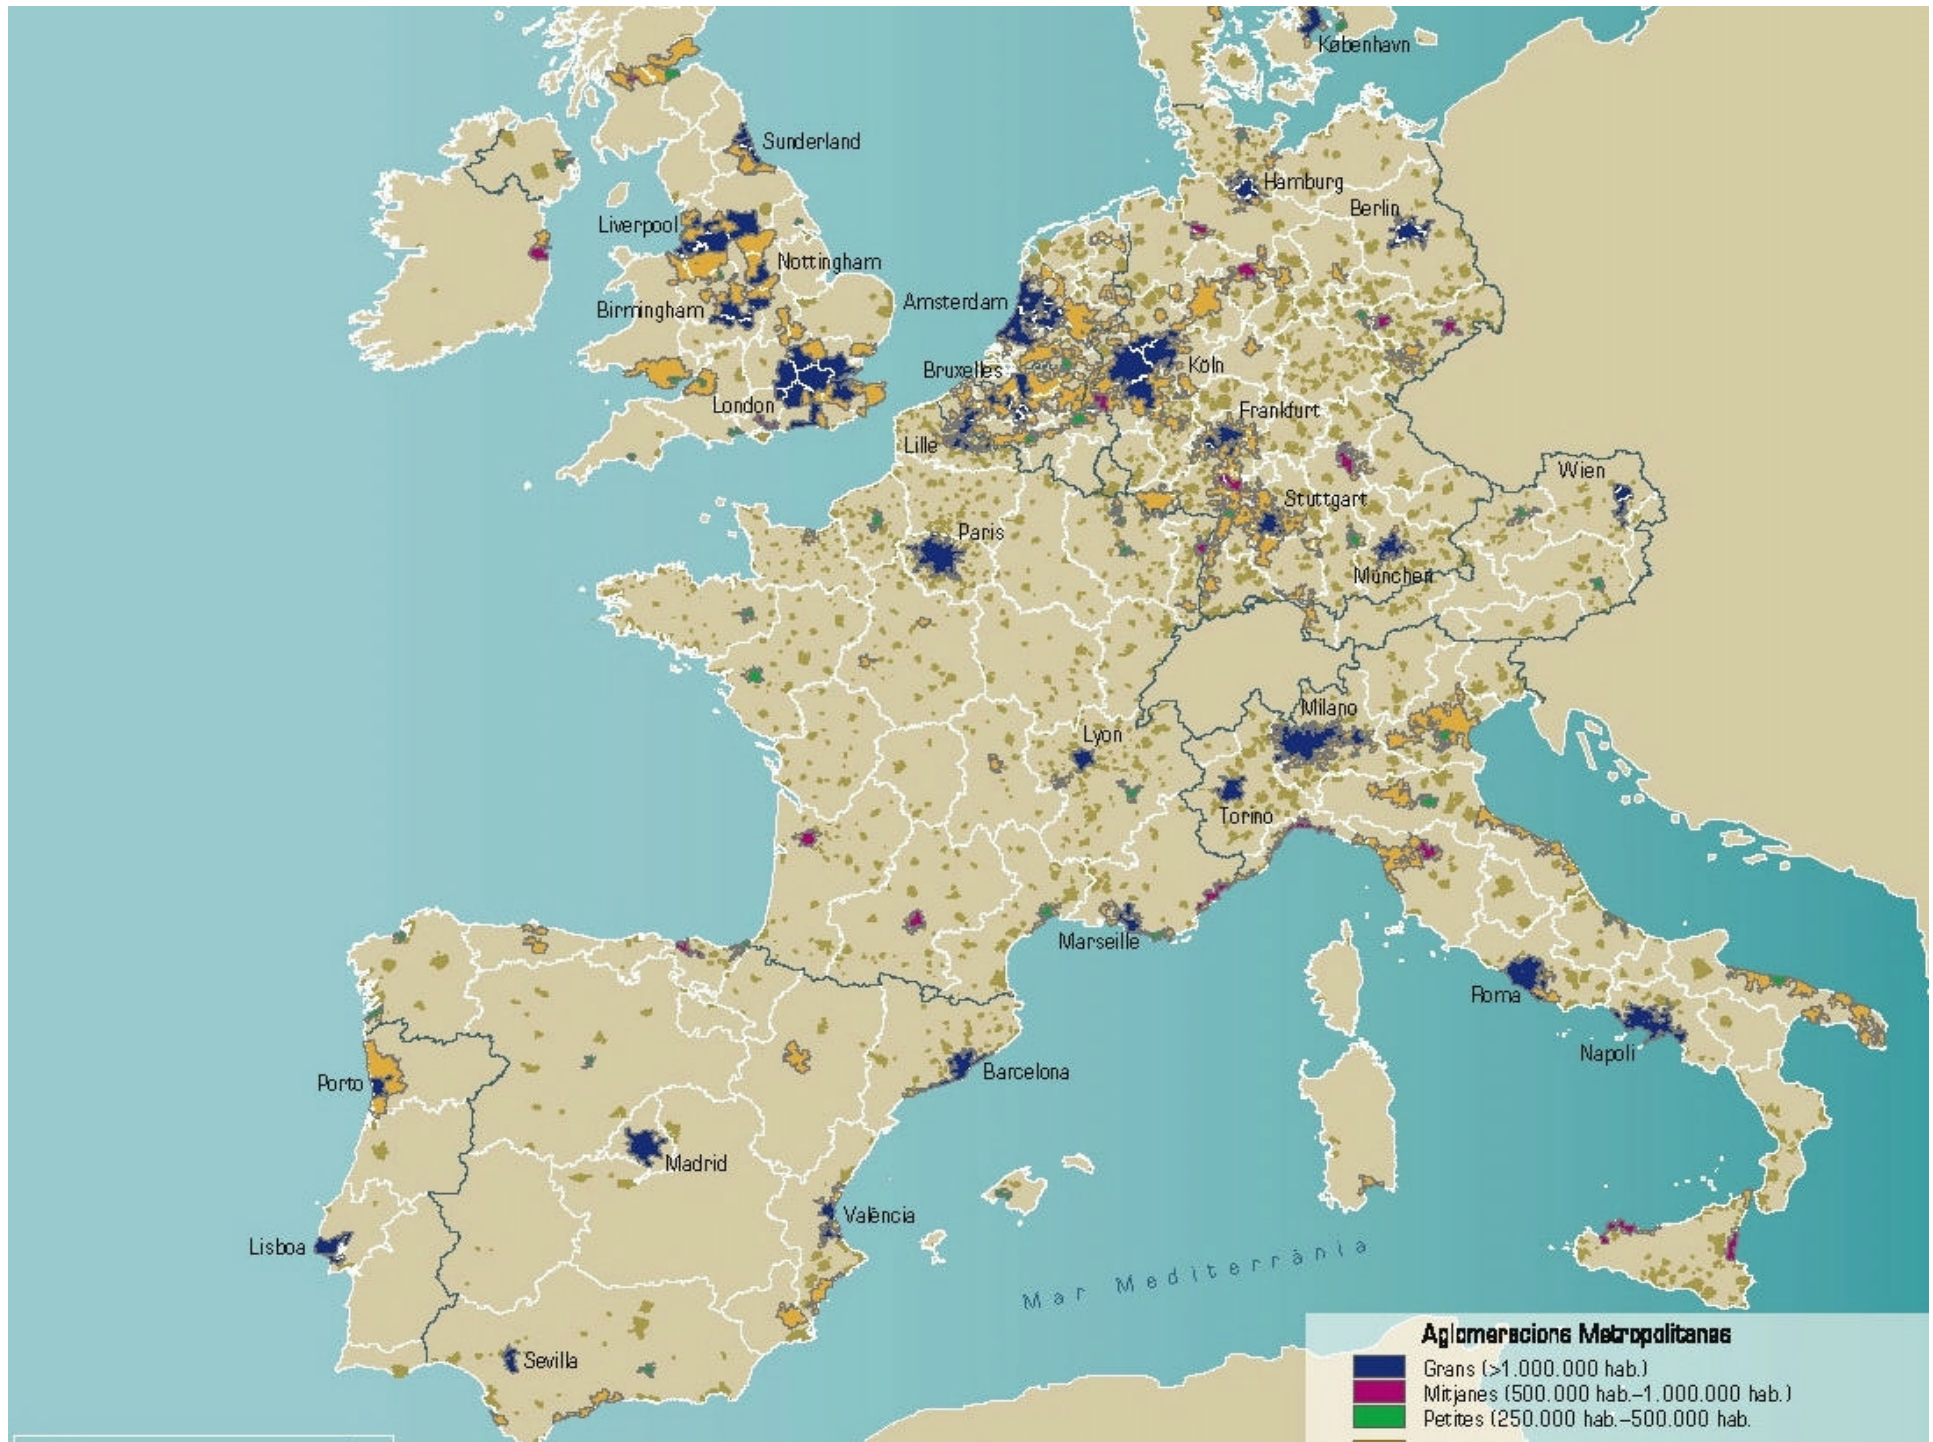 København
Sunderland
Hamburg
Berlin
Liverpool
Nottingham
Birmingham
Amsterdam
Bruxelles
Köln
London
Frankfurt
Lille
Wien
Stuttgart
Paris
München
Milano
Lyon
Torino
Marseille
Roma
Napoli
Barcelona
Porto
Madrid
València
Lisboa
Mar Mediterrània
Sevilla
Aglomeracions Metropolitanes
Grans (>1.000.000 hab.)
Mitjanes (500.000 hab.-1.000.000 hab.)
Petites (250.000 hab.-500.000 hab.